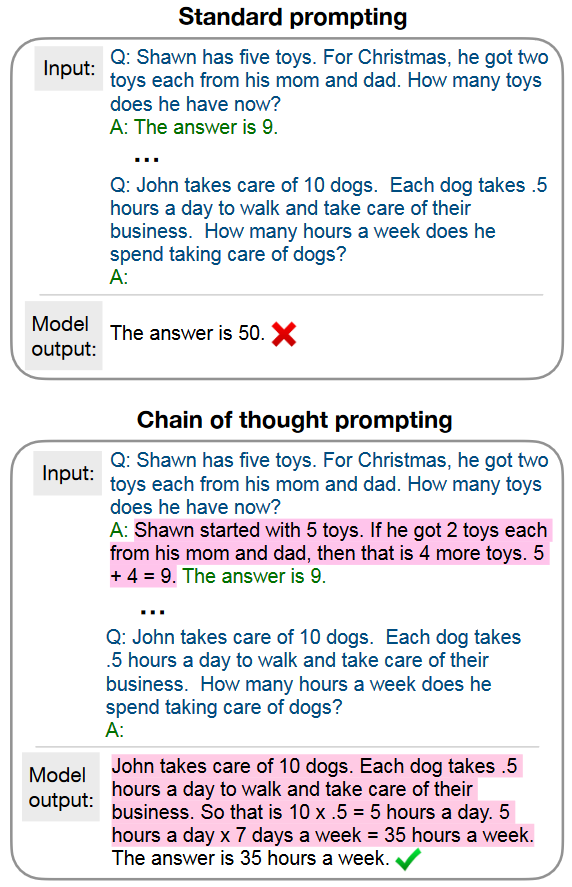 Standard prompting
Input:
Q: Shawn has five toys. For Christmas, he got two
toys each from his mom and dad. How many toys
does he have now?
A: The answer is 9.
...
Q: John takes care of 10 dogs.  Each dog takes .5
hours a day to walk and take care of their
business.  How many hours a week does he
spend taking care of dogs?
A:
Model
output:
The answer is 50.
Chain of thought prompting
Input:
Q: Shawn has five toys. For Christmas, he got two
toys each from his mom and dad. How many toys
does he have now?
A: Shawn started with 5 toys. If he got 2 toys each
from his mom and dad, then that is 4 more toys. 5
+ 4 = 9. The answer is 9.
...
Q: John takes care of 10 dogs.  Each dog takes
.5 hours a day to walk and take care of their
business.  How many hours a week does he
spend taking care of dogs?
A:
Model
output:
John takes care of 10 dogs. Each dog takes .5
hours a day to walk and take care of their
business. So that is 10 x .5 = 5 hours a day. 5
hours a day x 7 days a week = 35 hours a week.
The answer is 35 hours a week.